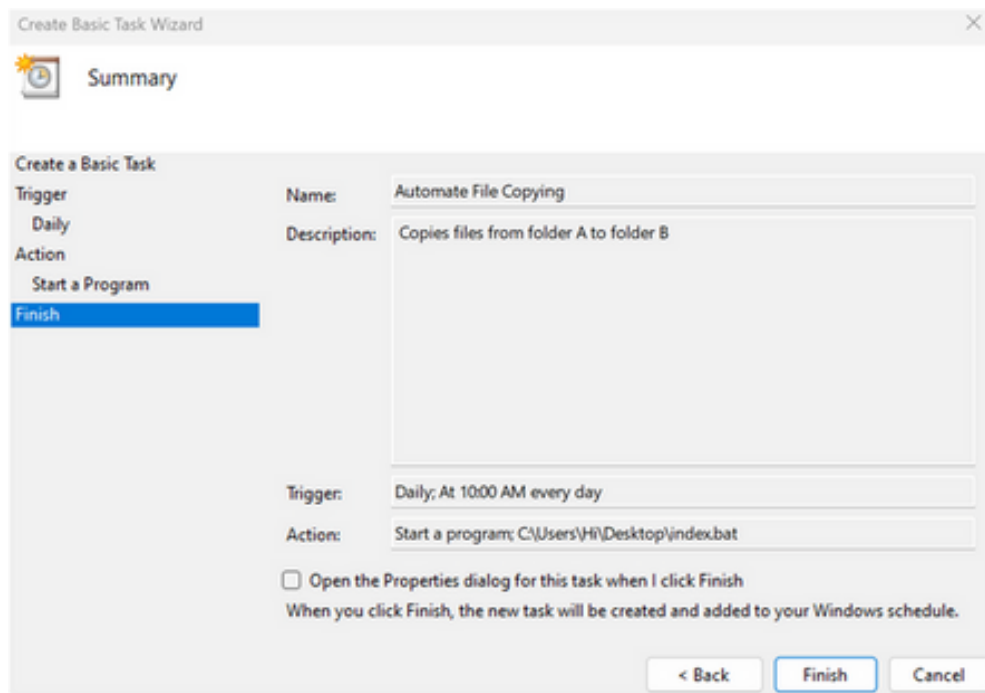 Create Basic Task Wizard
Summary
Create a Basic Task
Trigger
Daily
Action
Start a Program
Finish
Name: Automate File Copying
Description: Copies files from folder A to folder B
Trigger: Daily; At 10:00 AM every day
Action: Start a program; C:\Users\Hi\Desktop\index.bat
Open the Properties dialog for this task when I click Finish
When you click Finish, the new task will be created and added to your Windows schedule.
< Back Finish Cancel